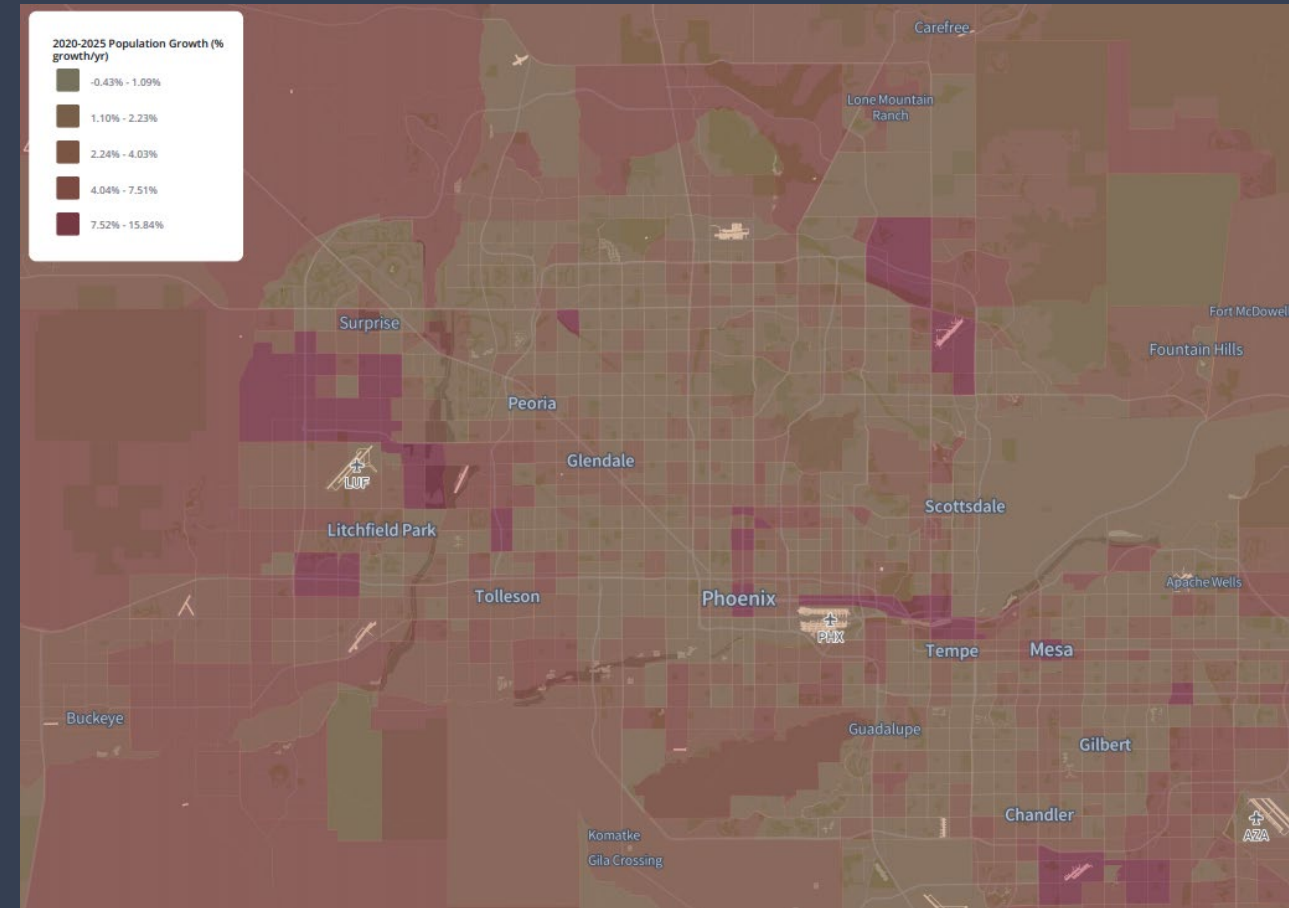 2020-2025 Population Growth (%
growth/yr)
-0.43% - 1.09%
1.10% - 2.23%
2.24% - 4.03%
4.04% - 7.51%
7.52% - 15.84%
Carefree
Lone Mountain
Ranch
Fort McDowell
Surprise
Fountain Hills
Peoria
Glendale
LUF
Scottsdale
Litchfield Park
Apache Wells
Tolleson
Phoenix
PHX
Tempe
Mesa
Buckeye
Guadalupe
Gilbert
Chandler
AZA
Komatke
Gila Crossing